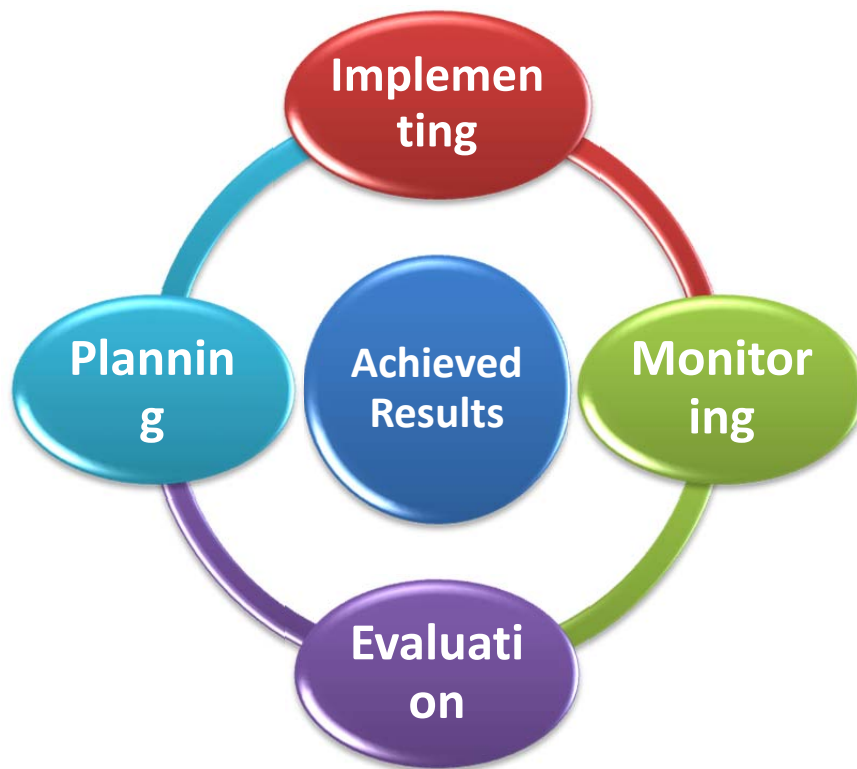 Implemen
ting
Plannin
g
Achieved
Results
Monitor
ing
Evaluati
on